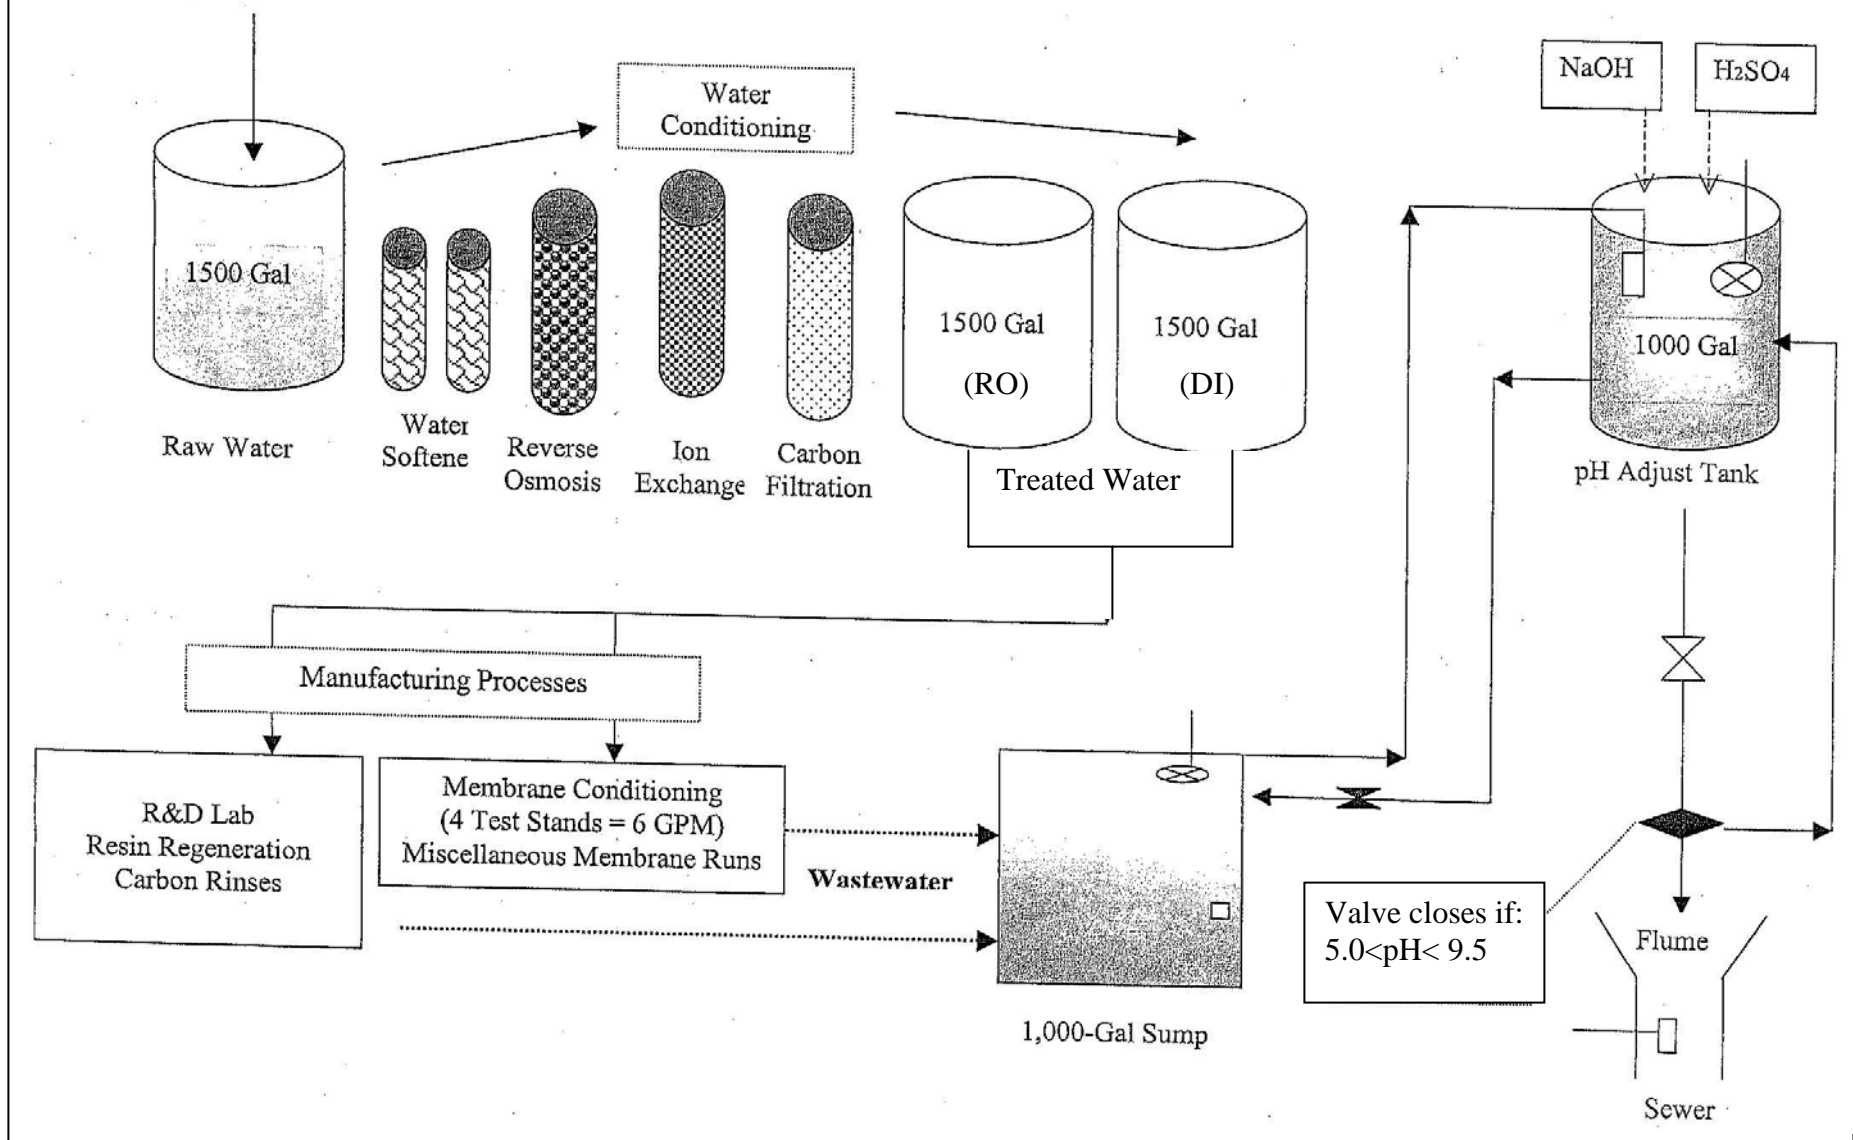 NaOH
H2SO4
Water
Conditioning
1500 Gal
1500 Gal
(RO)
1500 Gal
(DI)
1000 Gal
Raw Water
Water
Softene
Reverse
Osmosis
Ion
Exchange
Carbon
Filtration
Treated Water
pH Adjust Tank
Manufacturing Processes
R&D Lab
Resin Regeneration
Carbon Rinses
Membrane Conditioning
(4 Test Stands = 6 GPM)
Miscellaneous Membrane Runs
Wastewater
1,000-Gal Sump
Valve closes if:
5.0<pH< 9.5
Flume
Sewer